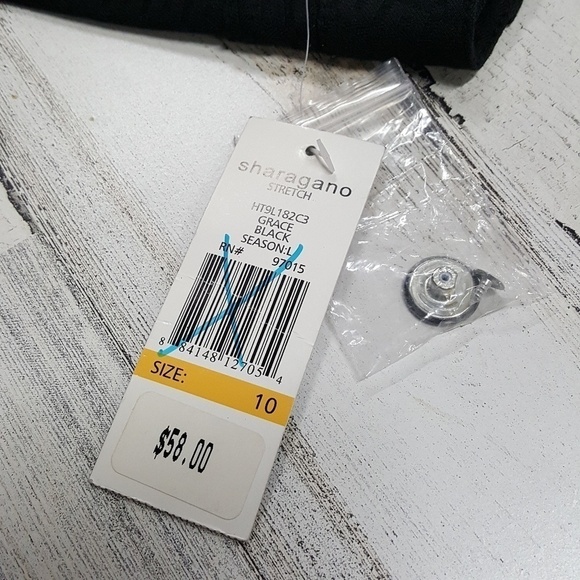 sharagano
STRETCH
HT9L182C3
GRACE
BLACK
SEASON:L
RN# 97015
8 84148 12705 4
SIZE: 10
$58.00